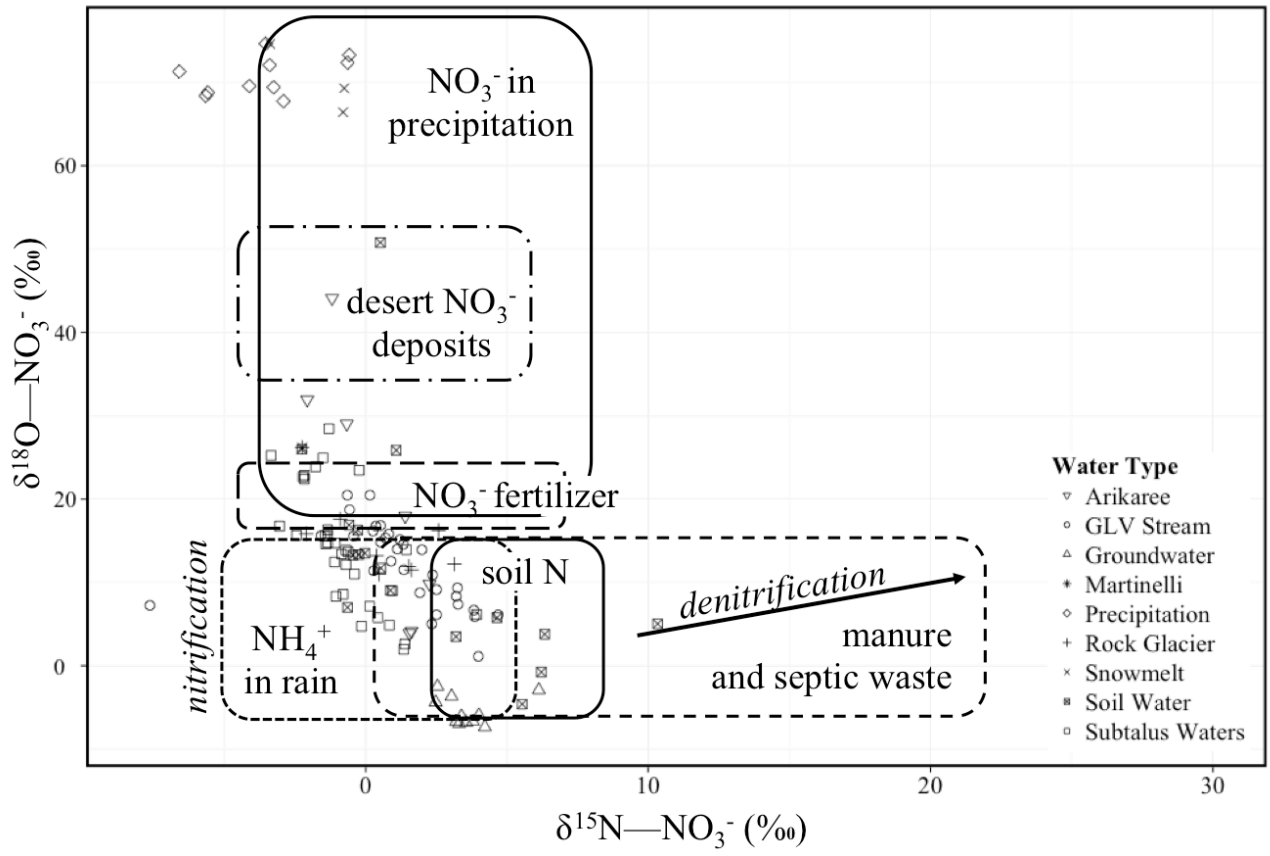 NO₃⁻ in
precipitation
60
desert NO₃⁻
deposits
40
δ¹⁸O—NO₃⁻ (‰)
Water Type
Arikaree
GLV Stream
Groundwater
Martinelli
Precipitation
Rock Glacier
Snowmelt
Soil Water
Subtalus Waters
20
NO₃⁻ fertilizer
nitrification
soil N
denitrification
NH₄⁺
in rain
manure
and septic waste
0
0
10
20
30
δ¹⁵N—NO₃⁻ (‰)